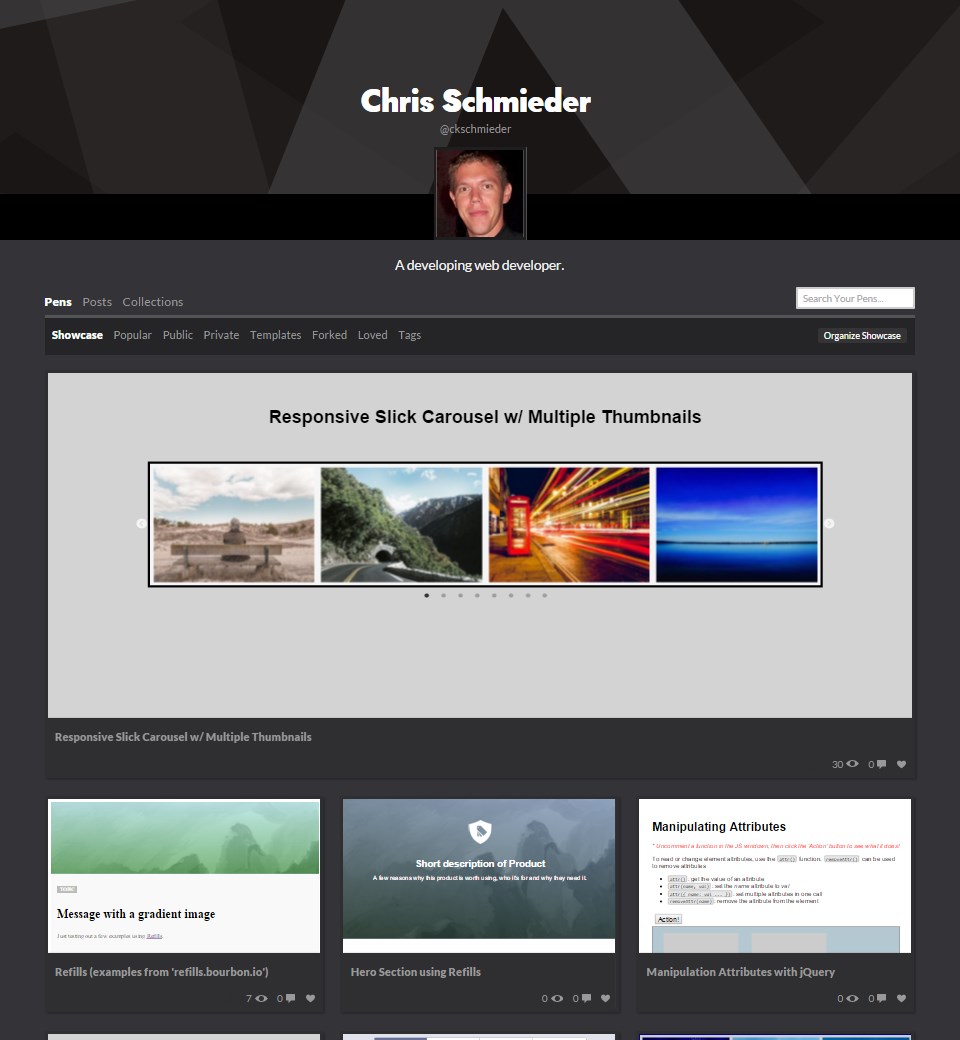 Chris Schmieder
@ckschmieder
A developing web developer.
Pens Posts Collections
Search Your Pens...
Showcase Popular Public Private Templates Forked Loved Tags
Organize Showcase
Responsive Slick Carousel w/ Multiple Thumbnails
Responsive Slick Carousel w/ Multiple Thumbnails
30 0
TOPIC
Message with a gradient image
Just testing out a few examples using Refills
Refills (examples from 'refills.bourbon.io')
7 0
Short description of Product
A few reasons why this product is worth using, who it's for and why they need it.
Hero Section using Refills
0 0
Manipulating Attributes
* Uncomment a function in the JS window, then click the 'Action' button to see what it does!
To read or change element attributes, use the attr() function. removeAttr() can be used
to remove attributes
attr(): get the value of an attribute
attr(name, val): set the name attribute to val
attr({ name: val ... }): set multiple attributes in one call
removeAttr(name): remove the attribute from the element
Action!
Manipulation Attributes with jQuery
0 0